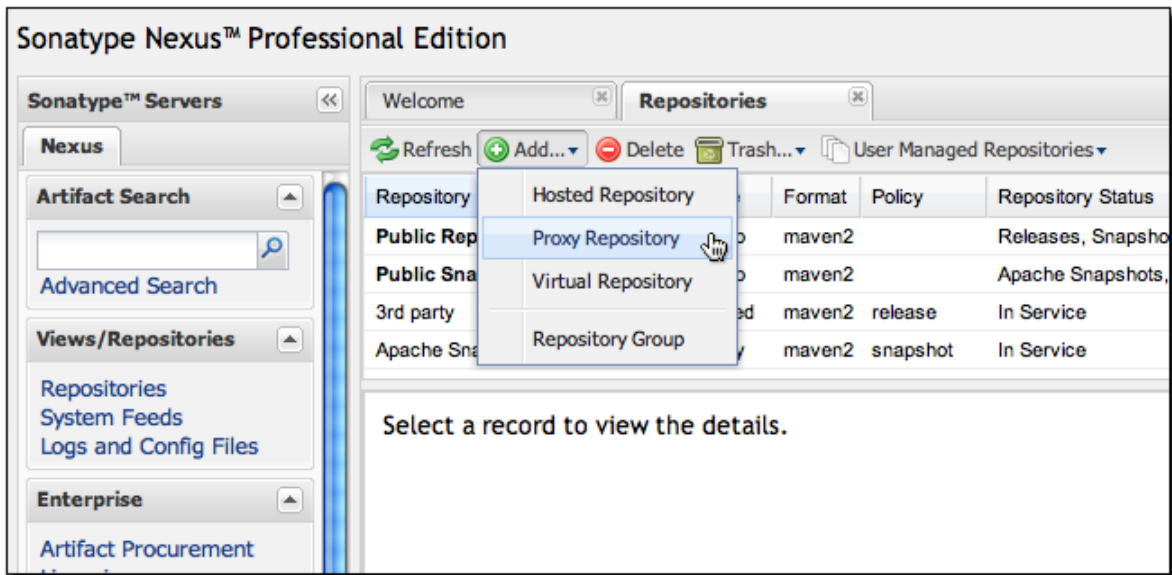 Sonatype Nexus™ Professional Edition
Sonatype™ Servers
Nexus
Artifact Search
Advanced Search
Views/Repositories
Repositories
System Feeds
Logs and Config Files
Enterprise
Artifact Procurement
Welcome Repositories
Refresh Add... Delete Trash... User Managed Repositories
Hosted Repository
Proxy Repository
Virtual Repository
Repository Group
Repository Format Policy Repository Status
Public Rep maven2 Releases, Snapsho
Public Sna maven2 Apache Snapshots,
3rd party ed maven2 release In Service
Apache Sna maven2 snapshot In Service
Select a record to view the details.